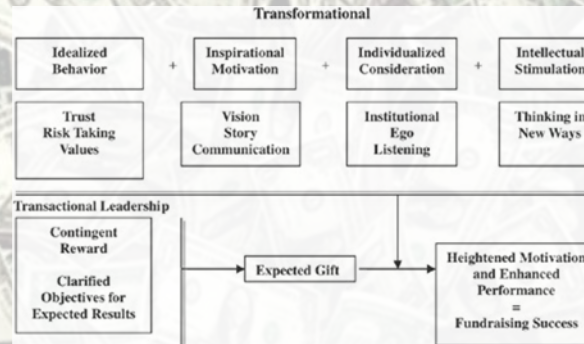 Transformational
Idealized
Behavior
+
Inspirational
Motivation
+
Individualized
Consideration
+
Intellectual
Stimulation
Trust
Risk Taking
Values
Vision
Story
Communication
Institutional
Ego
Listening
Thinking in
New Ways
Transactional Leadership
Contingent
Reward
Clarified
Objectives for
Expected Results
Expected Gift
Heightened Motivation
and Enhanced
Performance
=
Fundraising Success